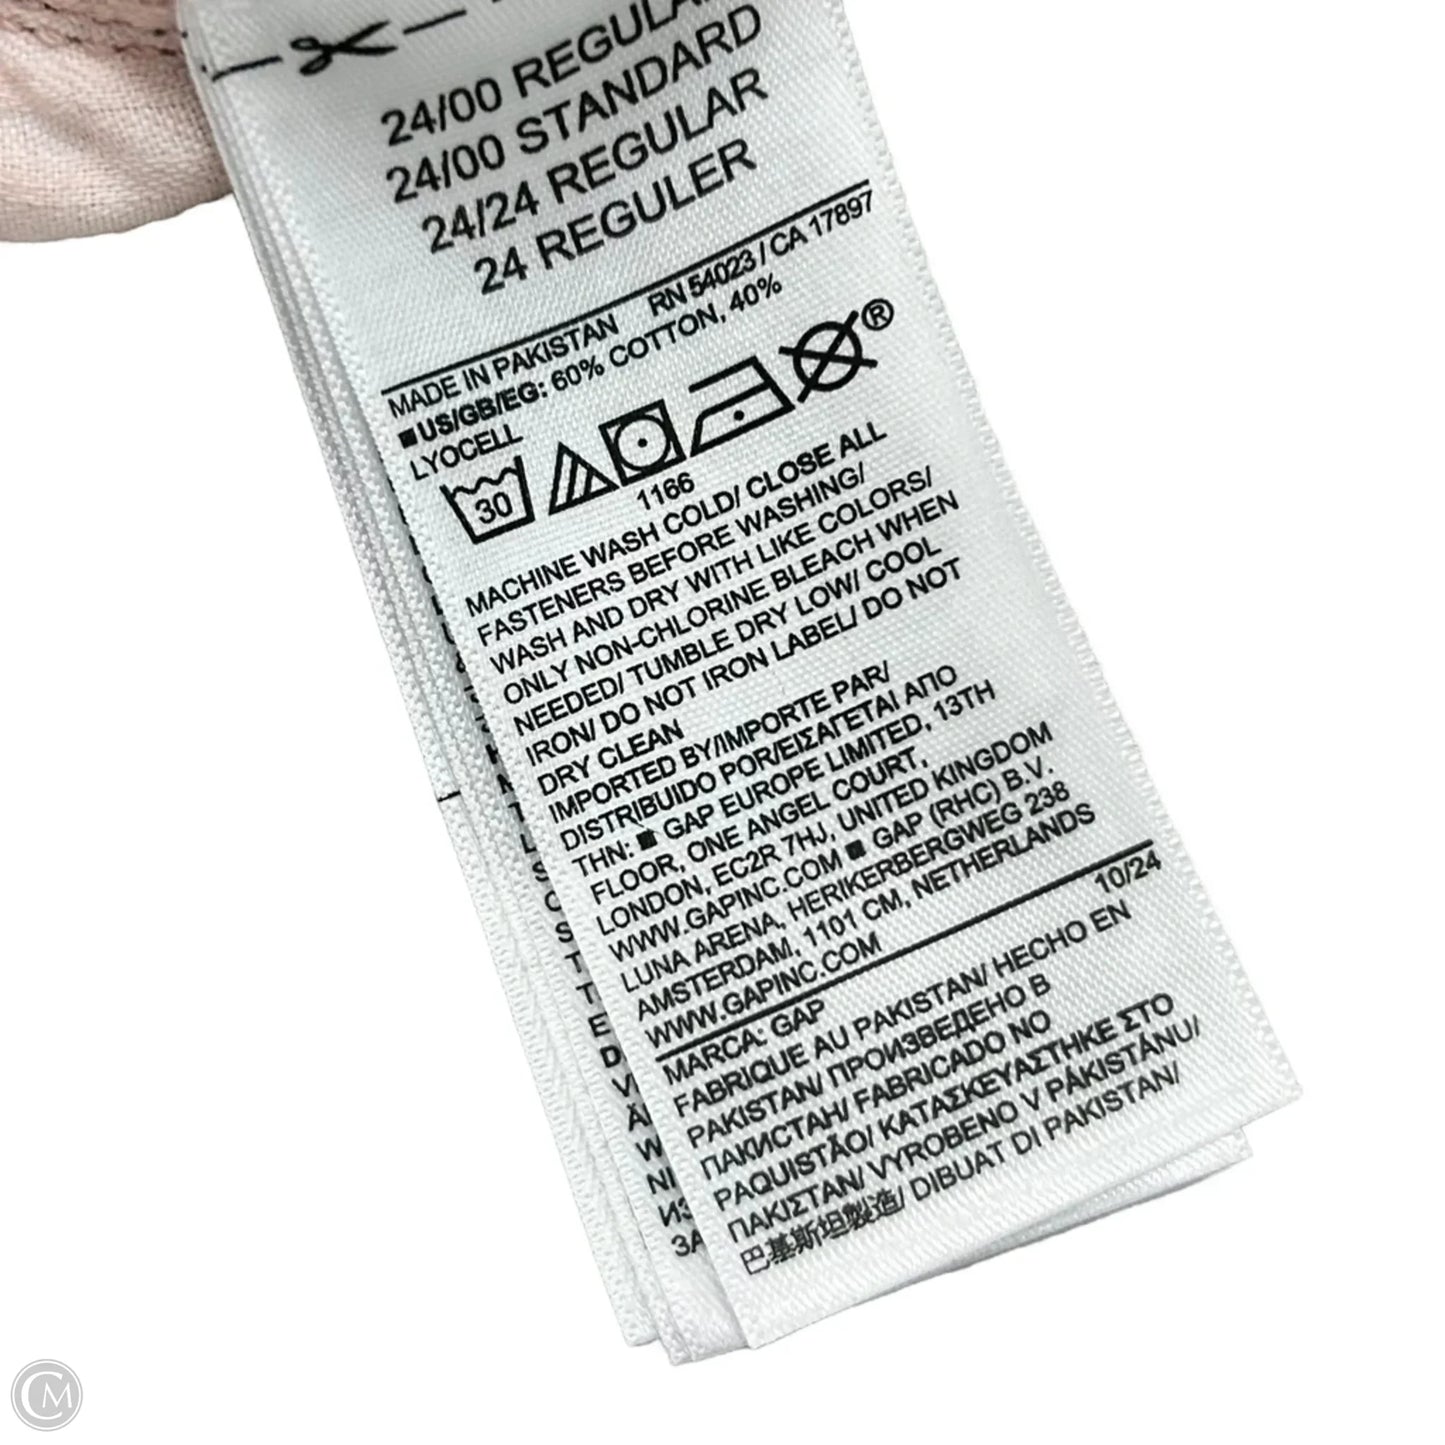 24/00 REGULAR
24/00 STANDARD
24/24 REGULAR
24 REGULER
MADE IN PAKISTAN RN 54023 / CA 17897
■US/GB/EG: 60% COTTON, 40%
LYOCELL
30
®
1166
MACHINE WASH COLD/ CLOSE ALL
FASTENERS BEFORE WASHING/
WASH AND DRY WITH LIKE COLORS/
ONLY NON-CHLORINE BLEACH WHEN
NEEDED/ TUMBLE DRY LOW/ COOL
IRON/ DO NOT IRON LABEL/ DO NOT
DRY CLEAN
IMPORTED BY/IMPORTE PAR/
DISTRIBUIDO POR/ΕΙΣΑΓΕΤΑΙ ΑΠΟ
THN: ■ GAP EUROPE LIMITED, 13TH
FLOOR, ONE ANGEL COURT,
LONDON, EC2R 7HJ, UNITED KINGDOM
WWW.GAPINC.COM ■ GAP (RHC) B.V.
LUNA ARENA, HERIKERBERGWEG 238
AMSTERDAM, 1101 CM, NETHERLANDS
WWW.GAPINC.COM
10/24
MARCA: GAP
FABRIQUE AU PAKISTAN/ HECHO EN
PAKISTAN/ ПРОИЗВЕДЕНО В
ПАКИСТАН/ FABRICADO NO
PAQUISTÃO/ ΚΑΤΑΣΚΕΥΑΣΤΗΚΕ ΣΤΟ
ΠΑΚΙΣΤΑΝ/ VYROBENO V PÁKISTÁNU/
巴基斯坦製造/ DIBUAT DI PAKISTAN/
CM